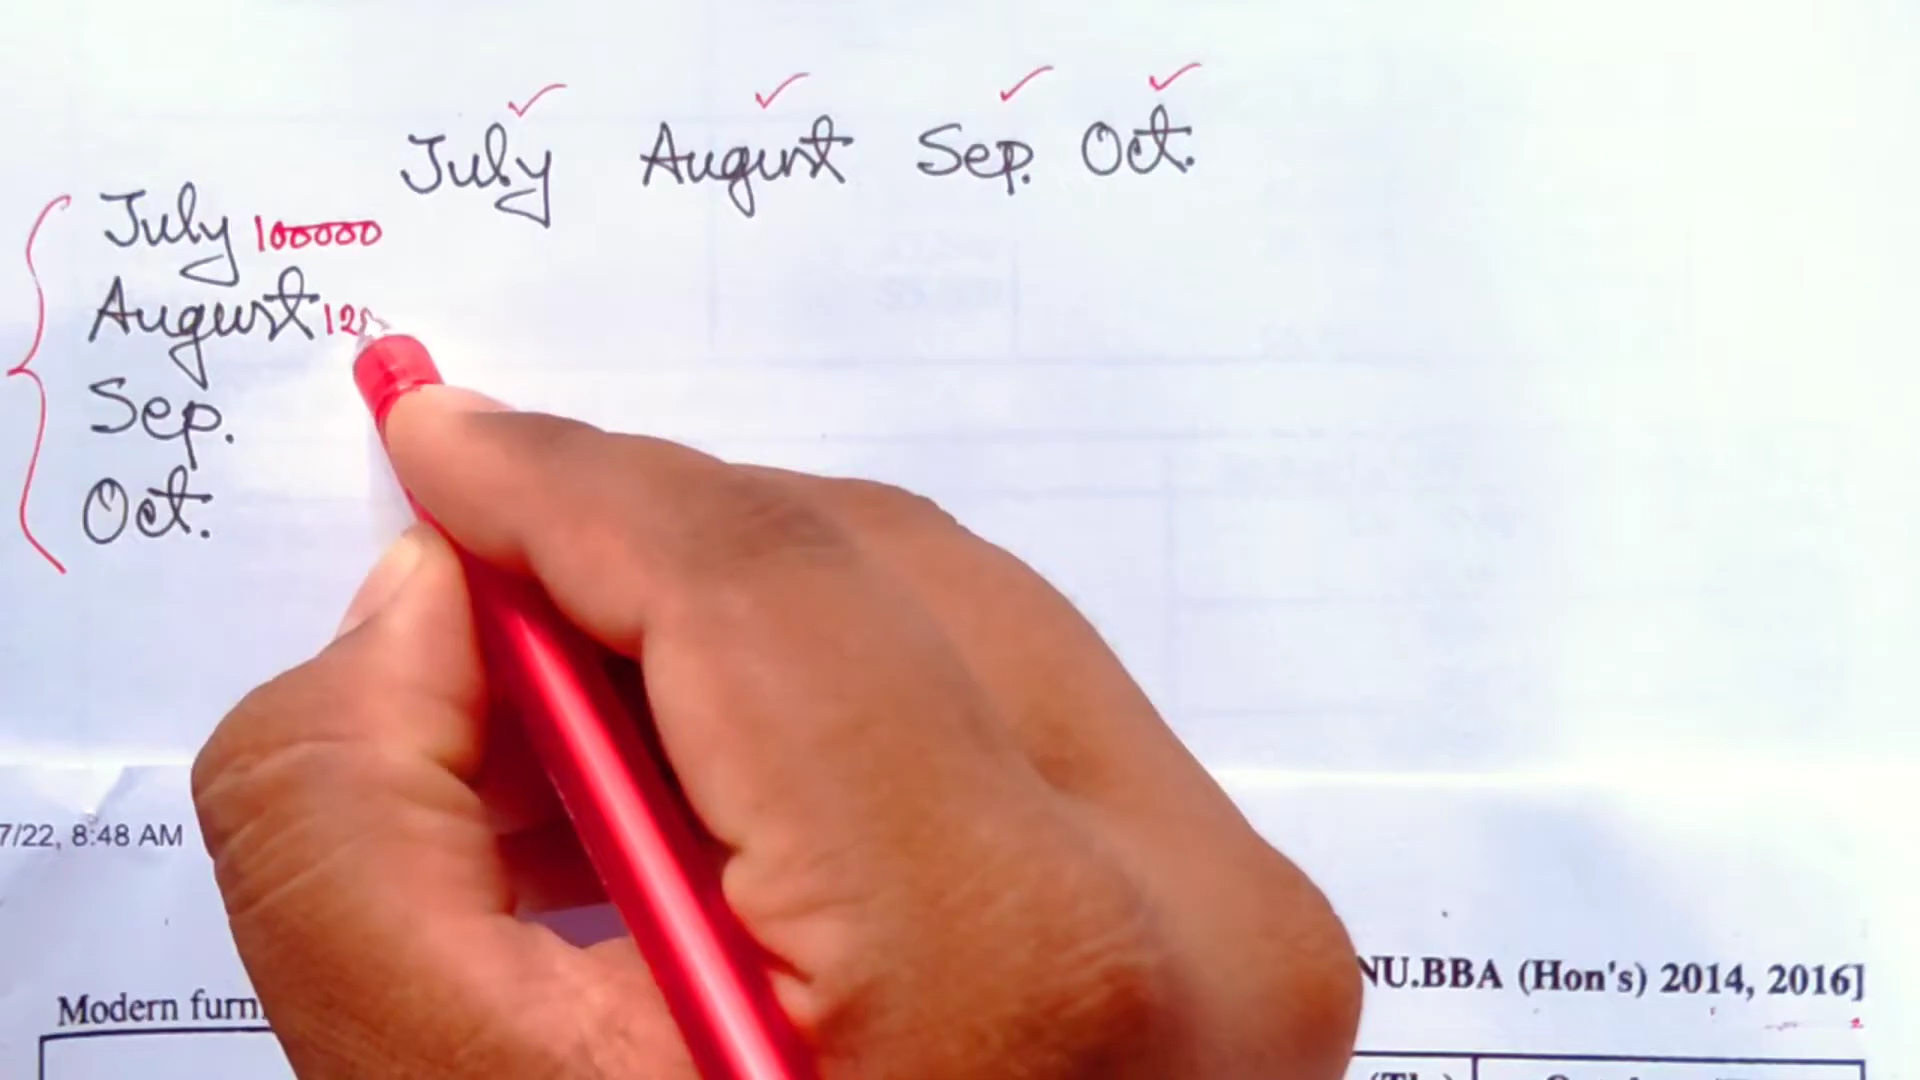 July August Sep. Oct.
July 100000
August 12
Sep.
Oct.
7/22, 8:48 AM
NU.BBA (Hon's) 2014, 2016]
Modern furn